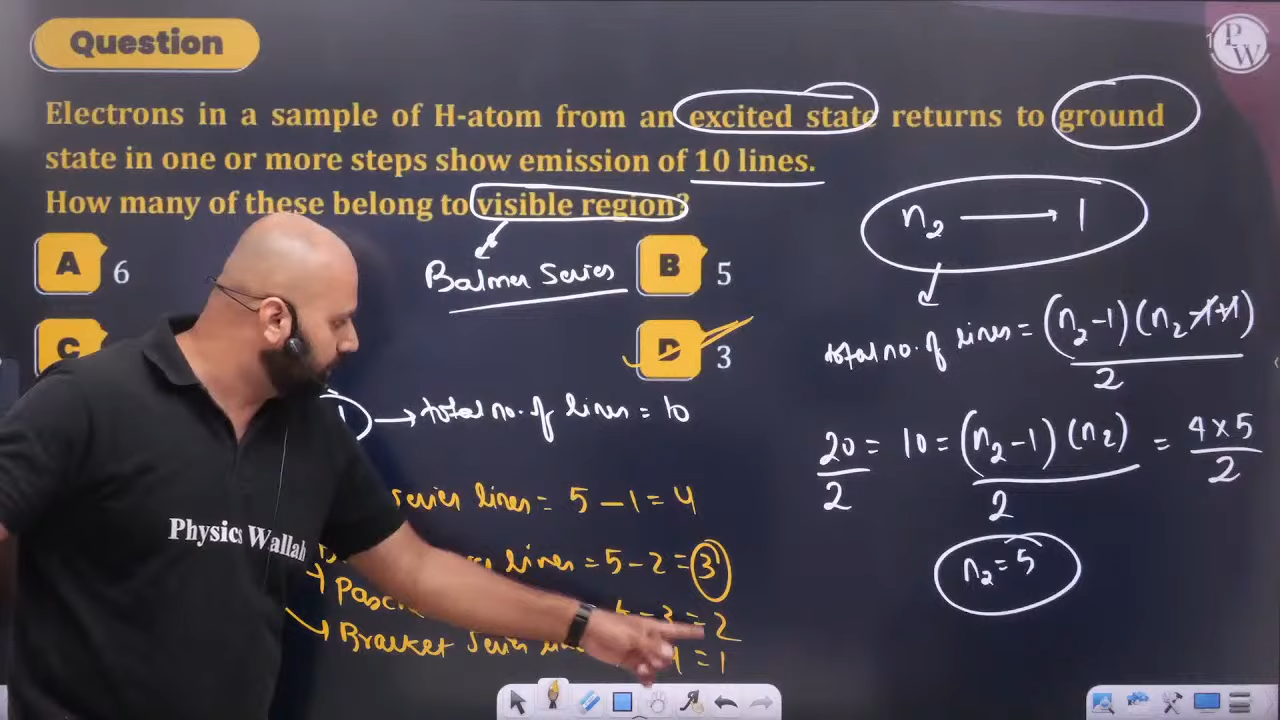 Question
PW
Electrons in a sample of H-atom from an excited state returns to ground
state in one or more steps show emission of 10 lines.
How many of these belong to visible region?
Balmer Series
A 6
B 5
C
D 3
n₂ → 1
total no. of lines = (n₂-1)(n₂-1+1)/2
20/2 = 10 = (n₂-1)(n₂)/2 = 4×5/2
n₂=5
1 → total no. of lines = 10
series lines = 5-1=4
lines = 5-2=3
5-3=2
Bracket Series
4=1
Physics Wallah